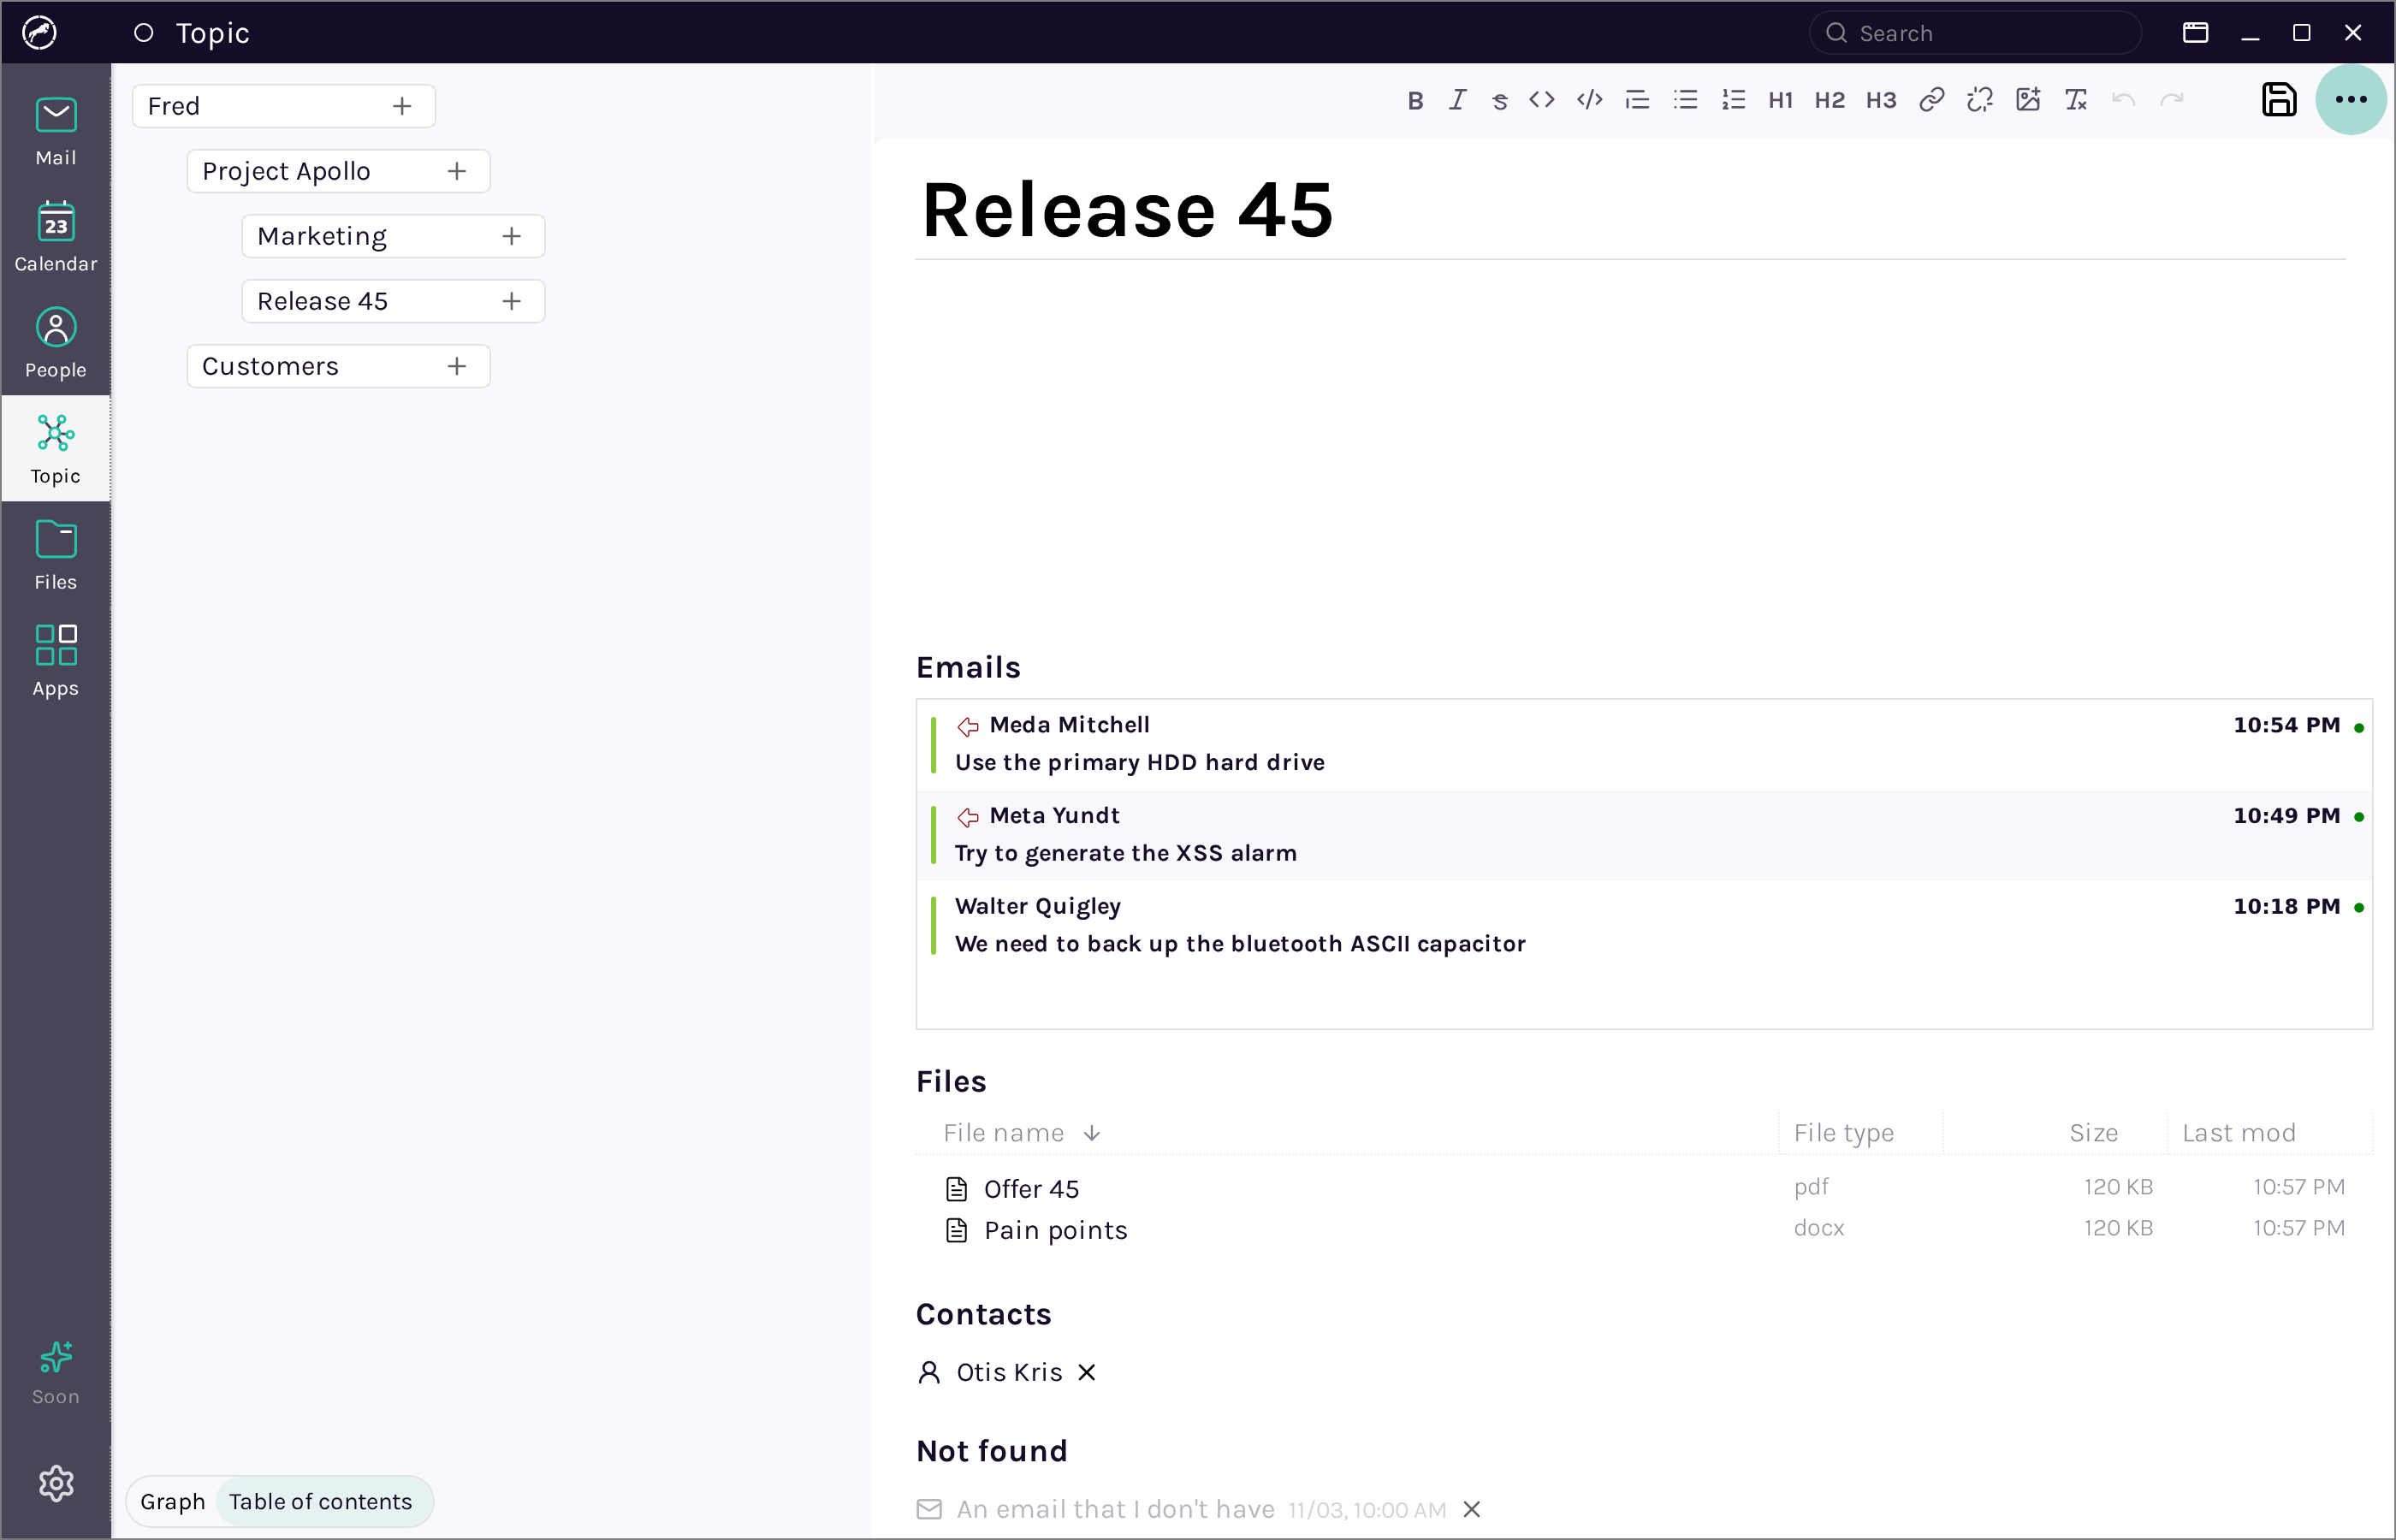 Topic
Search
Mail
23
Calendar
People
Topic
Files
Apps
Soon
Fred
Project Apollo
Marketing
Release 45
Customers
Graph Table of contents
B I S H1 H2 H3
Release 45
Emails
Meda Mitchell 10:54 PM
Use the primary HDD hard drive
Meta Yundt 10:49 PM
Try to generate the XSS alarm
Walter Quigley 10:18 PM
We need to back up the bluetooth ASCII capacitor
Files
File name File type Size Last mod
Offer 45 pdf 120 KB 10:57 PM
Pain points docx 120 KB 10:57 PM
Contacts
Otis Kris
Not found
An email that I don't have 11/03, 10:00 AM